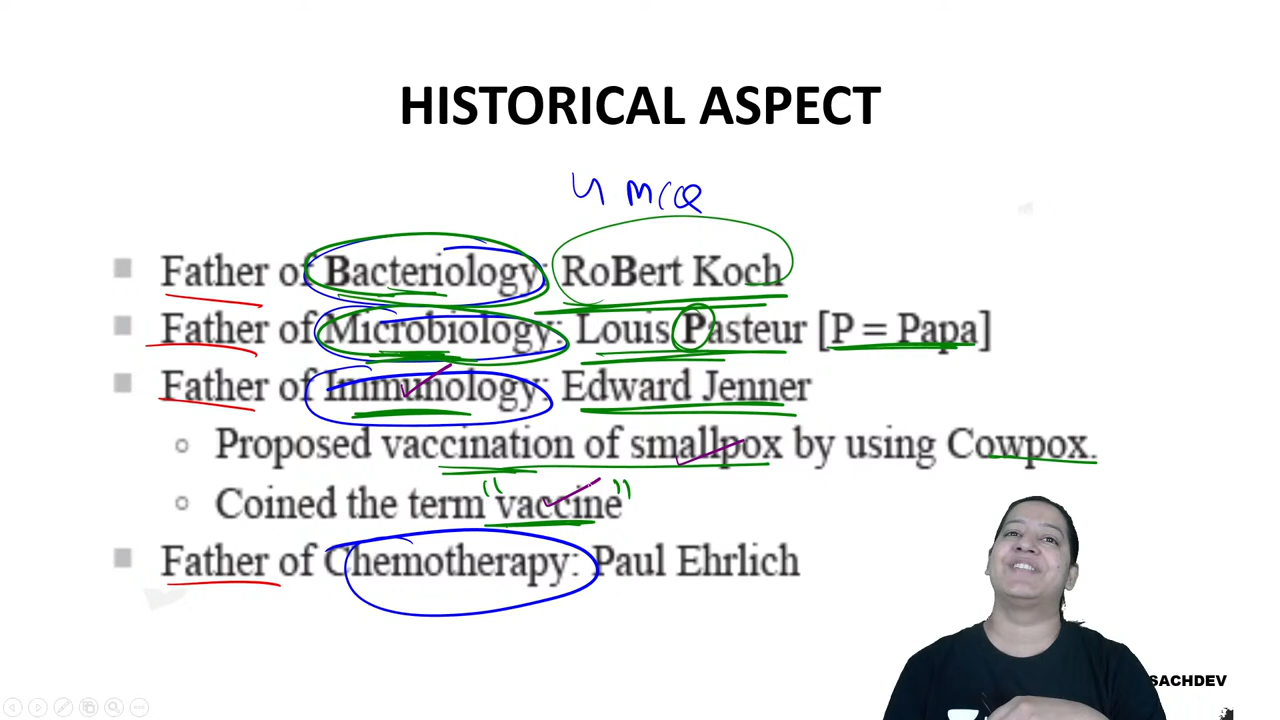 HISTORICAL ASPECT
4 MCQ
Father of Bacteriology: RoBert Koch
Father of Microbiology: Louis Pasteur [P = Papa]
Father of Immunology: Edward Jenner
Proposed vaccination of smallpox by using Cowpox.
Coined the term "vaccine"
Father of Chemotherapy: Paul Ehrlich
SACHDEV